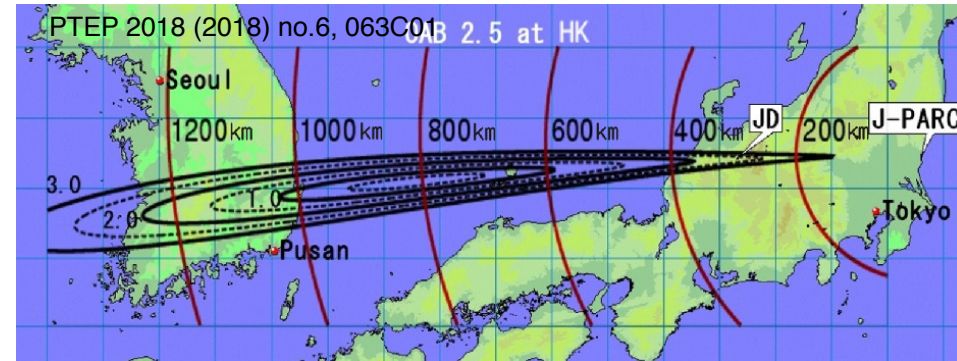 PTEP 2018 (2018) no.6, 063C01
OAB 2.5 at HK
Seoul
1200km
1000km
800km
600km
400km
JD
200km
J-PARC
3.0
2.0
1.0
Tokyo
Pusan